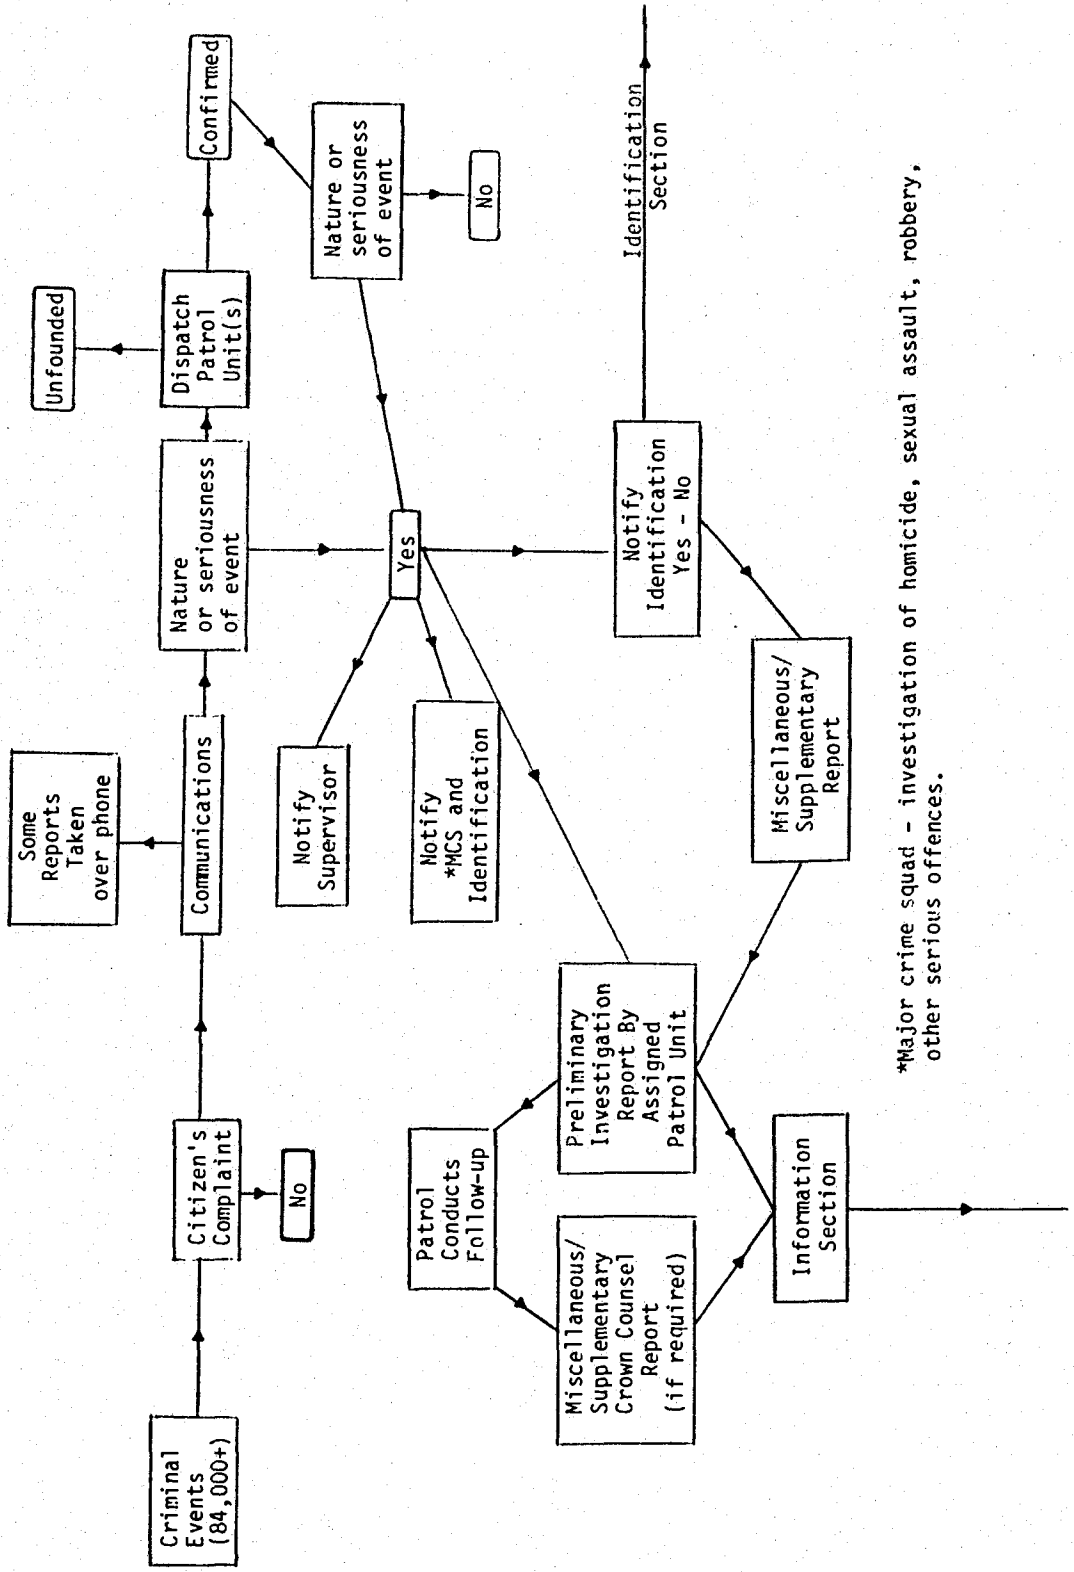 Criminal
Events
(84,000+)
Citizen's
Complaint
No
Some
Reports
Taken
over phone
Communications
Nature
or seriousness
of event
Unfounded
Dispatch
Patrol
Unit(s)
Confirmed
Nature or
seriousness
of event
No
Yes
Notify
Supervisor
Notify
*MCS and
Identification
Notify
Identification
Yes - No
Identification
Section
Miscellaneous/
Supplementary
Report
Preliminary
Investigation
Report By
Assigned
Patrol Unit
Patrol
Conducts
Follow-up
Miscellaneous/
Supplementary
Crown Counsel
Report
(if required)
Information
Section
*Major crime squad - investigation of homicide, sexual assault, robbery,
other serious offences.